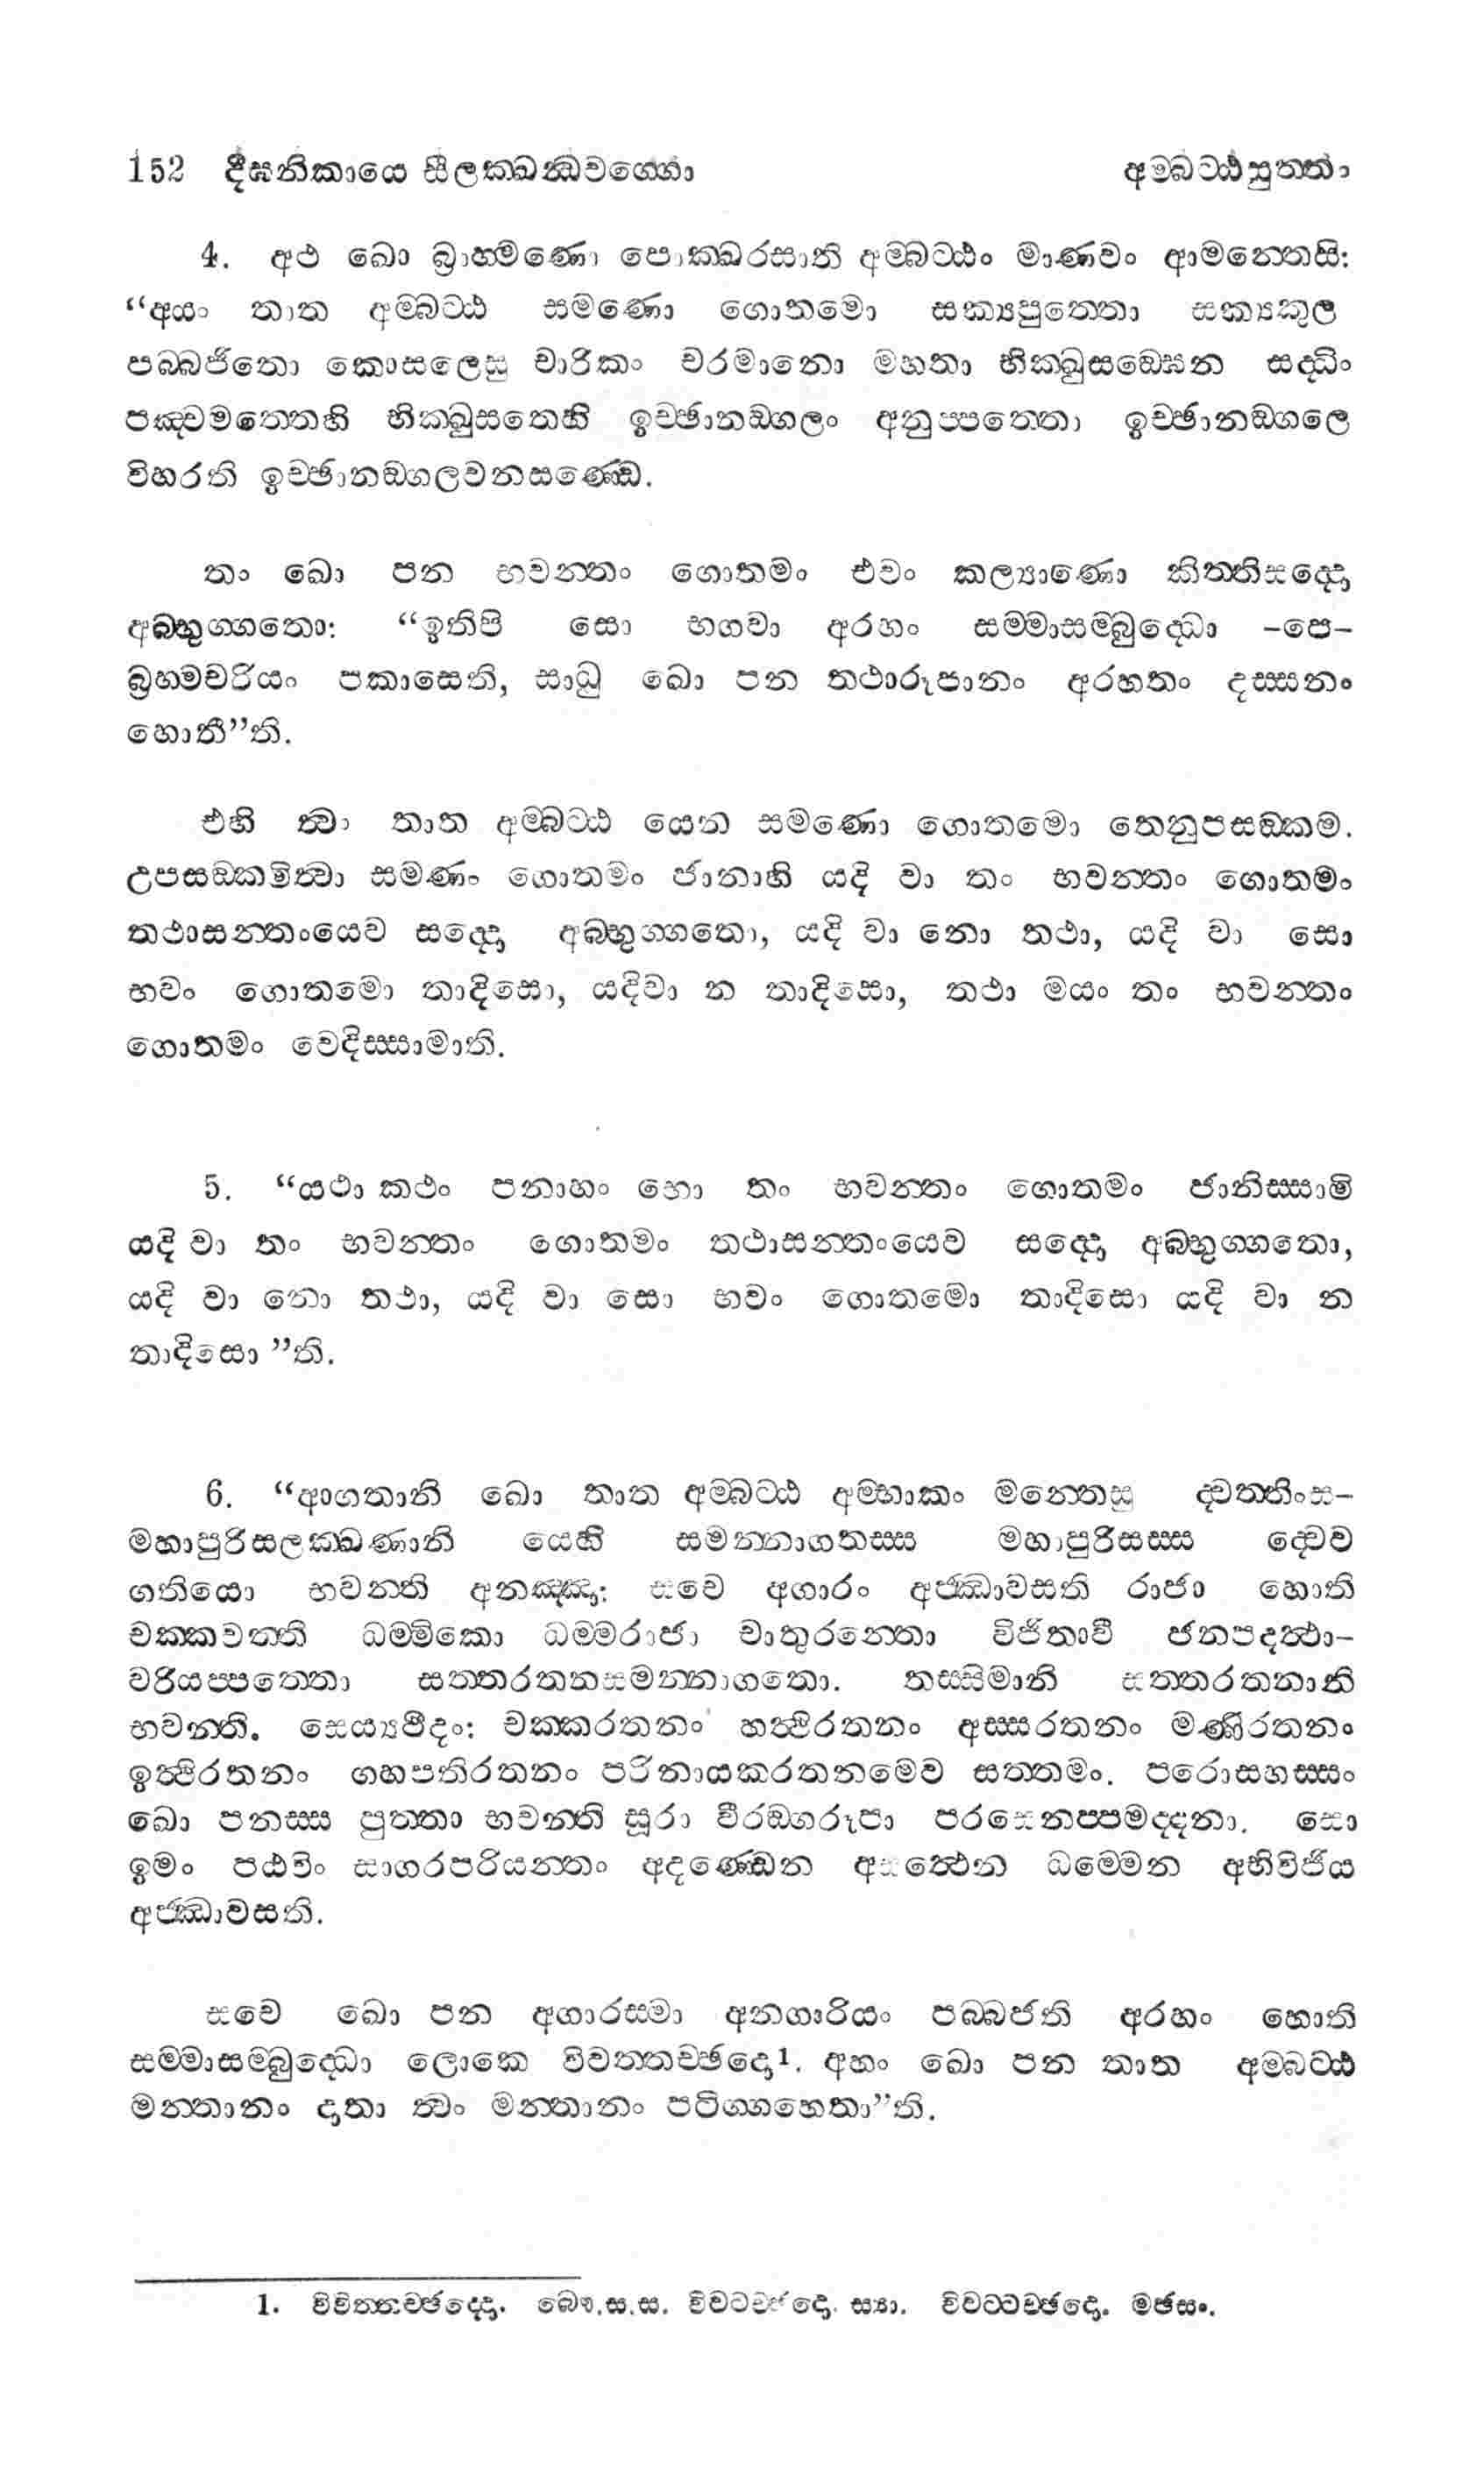 152 දීඝනිකායෙ සීලක්ඛන්ධවග්ගො අම්බට්ඨසුත්තං
4. අථ ඛො බ්‍රාහ්මණො පොක්ඛරසාති අම්බට්ඨං මාණවං ආමන්තෙසි:
“අයං තාත අම්බට්ඨ සමණො ගොතමො සක්‍යපුත්තො සක්‍යකුලා
පබ්බජිතො කොසලෙසු චාරිකං චරමානො මහතා භික්ඛුසඞ්ඝෙන සද්ධිං
පඤ්චමත්තෙහි භික්ඛුසතෙහි ඉච්ඡානඞ්ගලං අනුප්පත්තො ඉච්ඡානඞ්ගලෙ
විහරති ඉච්ඡානඞ්ගලවනසණ්ඩෙ.
තං ඛො පන භවන්තං ගොතමං එවං කල්‍යාණො කිත්තිසද්දො
අබ්භුග්ගතො: “ඉතිපි සො භගවා අරහං සම්මාසම්බුද්ධො –පෙ–
බ්‍රහ්මචරියං පකාසෙති, සාධු ඛො පන තථාරූපානං අරහතං දස්සනං
හොතී”ති.
එහි ත්‍වං තාත අම්බට්ඨ යෙන සමණො ගොතමො තෙනුපසඞ්කම.
උපසඞ්කමිත්‍වා සමණං ගොතමං ජානාහි යදි වා තං භවන්තං ගොතමං
තථාසන්තංයෙව සද්දො අබ්භුග්ගතො, යදි වා නො තථා, යදි වා සො
භවං ගොතමො තාදිසො, යදිවා න තාදිසො, තථා මයං තං භවන්තං
ගොතමං වෙදිස්සාමාති.
5. “යථා කථං පනාහං භො තං භවන්තං ගොතමං ජානිස්සාමි
යදි වා තං භවන්තං ගොතමං තථාසන්තංයෙව සද්දො අබ්භුග්ගතො,
යදි වා නො තථා, යදි වා සො භවං ගොතමො තාදිසො යදි වා න
තාදිසො ”ති.
6. “ආගතානි ඛො තාත අම්බට්ඨ අම්හාකං මන්තෙසු ද්වත්තිංස–
මහාපුරිසලක්ඛණානි යෙහි සමන්නාගතස්ස මහාපුරිසස්ස ද්වෙව
ගතියො භවන්ති අනඤ්ඤා: සචෙ අගාරං අජ්ඣාවසති රාජා හොති
චක්කවත්ති ධම්මිකො ධම්මරාජා චාතුරන්තො විජිතාවී ජනපදත්ථා–
වරියප්පත්තො සත්තරතනසමන්නාගතො. තස්සිමානි සත්තරතනානි
භවන්ති. සෙය්‍යථීදං: චක්කරතනං හත්ථිරතනං අස්සරතනං මණිරතනං
ඉත්ථිරතනං ගහපතිරතනං පරිනායකරතනමෙව සත්තමං. පරොසහස්සං
ඛො පනස්ස පුත්තා භවන්ති සූරා වීරඞ්ගරූපා පරසෙනප්පමද්දනා. සො
ඉමං පඨවිං සාගරපරියන්තං අදණ්ඩෙන අසත්ථෙන ධම්මෙන අභිවිජිය
අජ්ඣාවසති.
සචෙ ඛො පන අගාරස්මා අනගාරියං පබ්බජති අරහං හොති
සම්මාසම්බුද්ධො ලොකෙ විවත්තච්ඡදො1. අහං ඛො පන තාත අම්බට්ඨ
මන්තානං දාතා ත්‍වං මන්තානං පටිග්ගහෙතා”ති.
1. විවිත්තච්ඡද්දො. බෞ.ස.ස. විවටච්ඡදො. ස්‍යා. විවට්ටච්ඡදො. මඡසං.